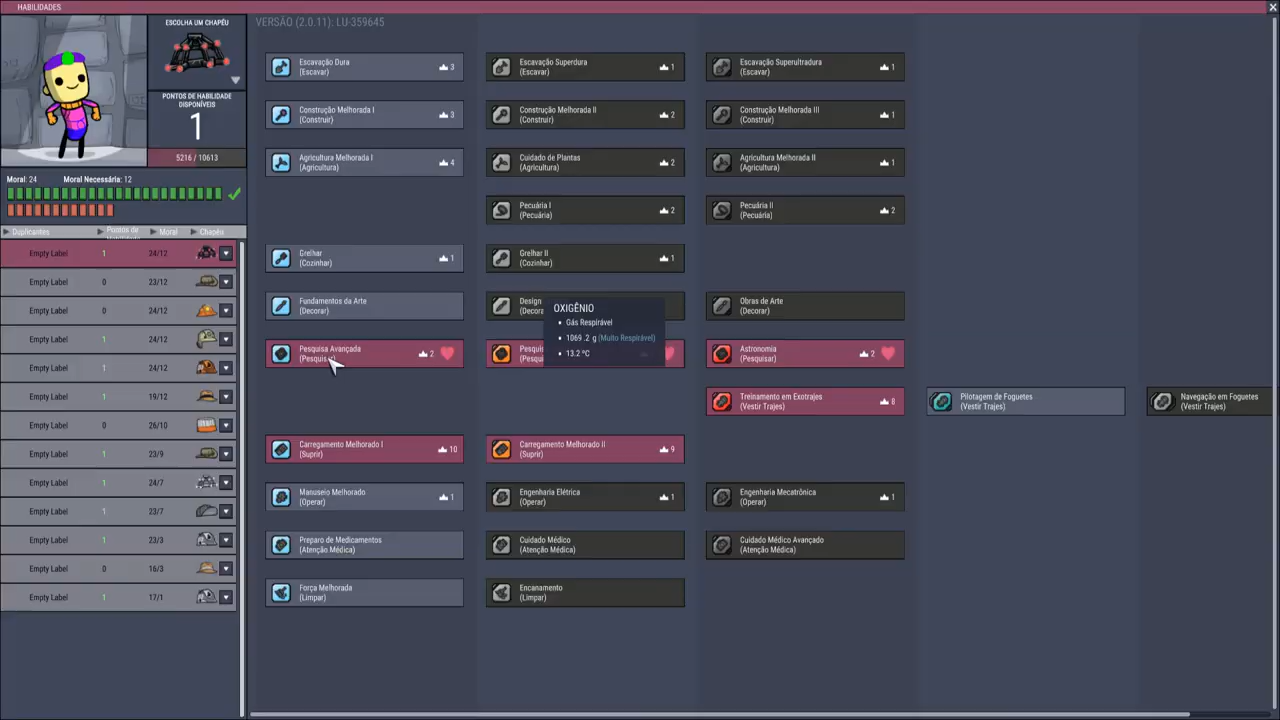 HABILIDADES
VERSÃO (2.0.11): LU-359645
ESCOLHA UM CHAPÉU
PONTOS DE HABILIDADE
DISPONÍVEIS
1
5216 / 10613
Moral: 24 Moral Necessária: 12
Duplicantes Pontos de Moral Chapéu
Empty Label 1 24/12
Empty Label 0 23/12
Empty Label 0 24/12
Empty Label 1 24/12
Empty Label 1 24/12
Empty Label 1 19/12
Empty Label 0 26/10
Empty Label 1 23/9
Empty Label 1 24/7
Empty Label 1 23/7
Empty Label 1 23/3
Empty Label 0 16/3
Empty Label 1 17/1
Escavação Dura
(Escavar)
3
Escavação Superdura
(Escavar)
1
Escavação Superultradura
(Escavar)
1
Construção Melhorada I
(Construir)
3
Construção Melhorada II
(Construir)
2
Construção Melhorada III
(Construir)
1
Agricultura Melhorada I
(Agricultura)
4
Cuidado de Plantas
(Agricultura)
2
Agricultura Melhorada II
(Agricultura)
1
Pecuária I
(Pecuária)
2
Pecuária II
(Pecuária)
2
Grelhar
(Cozinhar)
1
Grelhar II
(Cozinhar)
1
Fundamentos da Arte
(Decorar)
Design
(Decora
Obras de Arte
(Decorar)
OXIGÊNIO
• Gás Respirável
• 1069 .2 g (Muito Respirável)
• 13.2 ºC
Pesquisa Avançada
(Pesquis
2
Pesquis
(Pesqui
Astronomia
(Pesquisar)
2
Treinamento em Exotrajes
(Vestir Trajes)
8
Pilotagem de Foguetes
(Vestir Trajes)
Navegação em Foguetes
(Vestir Trajes)
Carregamento Melhorado I
(Suprir)
10
Carregamento Melhorado II
(Suprir)
9
Manuseio Melhorado
(Operar)
1
Engenharia Elétrica
(Operar)
1
Engenharia Mecatrônica
(Operar)
1
Preparo de Medicamentos
(Atenção Médica)
Cuidado Médico
(Atenção Médica)
Cuidado Médico Avançado
(Atenção Médica)
Força Melhorada
(Limpar)
Encanamento
(Limpar)